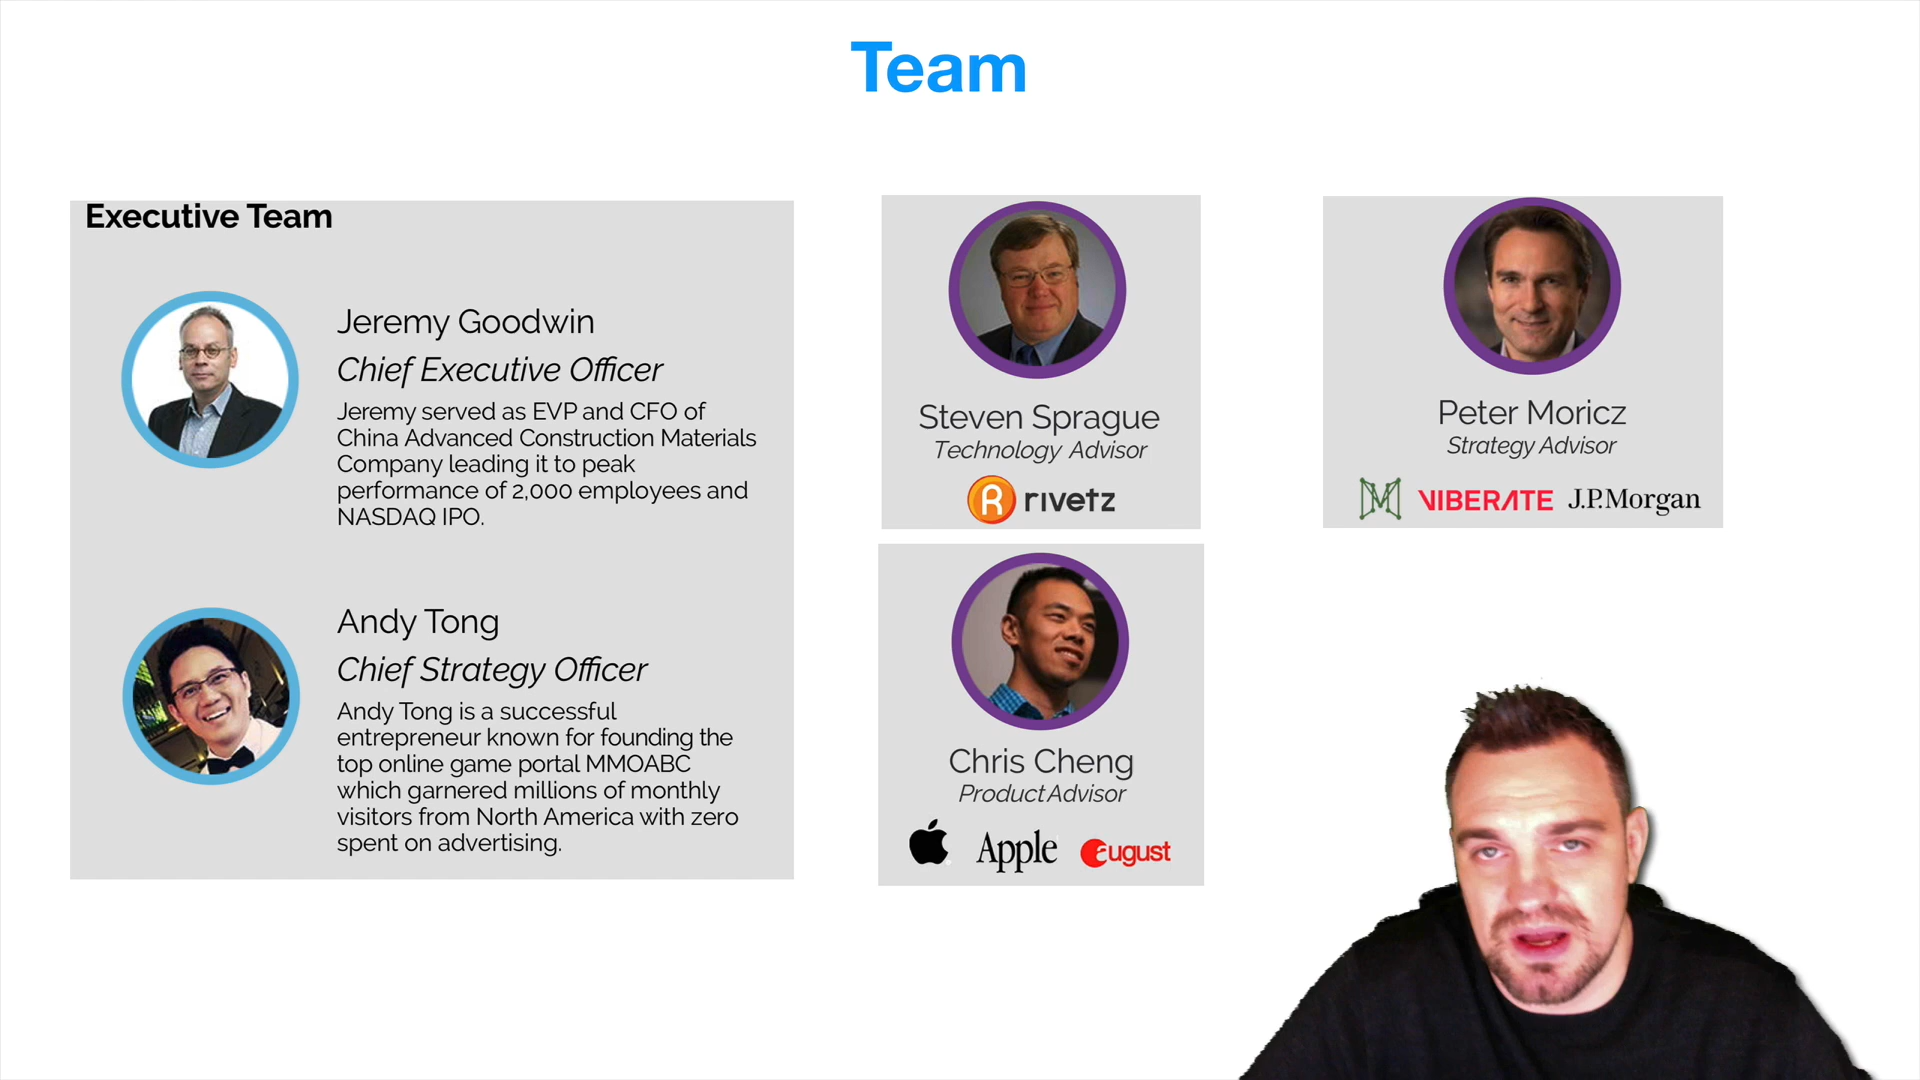 Team
Executive Team
Jeremy Goodwin
Chief Executive Officer
Jeremy served as EVP and CFO of
China Advanced Construction Materials
Company leading it to peak
performance of 2,000 employees and
NASDAQ IPO.
Andy Tong
Chief Strategy Officer
Andy Tong is a successful
entrepreneur known for founding the
top online game portal MMOABC
which garnered millions of monthly
visitors from North America with zero
spent on advertising.
Steven Sprague
Technology Advisor
R rivetz
Chris Cheng
Product Advisor
Apple august
Peter Moricz
Strategy Advisor
M VIBERATE J.P.Morgan